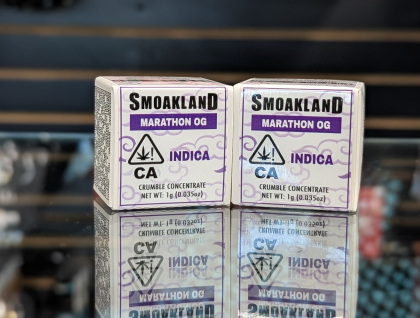 SMOAKLAND
MARATHON OG
INDICA
CA
CRUMBLE CONCENTRATE
NET WT: 1g (0.035oz)
SMOAKLAND
MARATHON OG
INDICA
CA
CRUMBLE CONCENTRATE
NET WT: 1g (0.035oz)